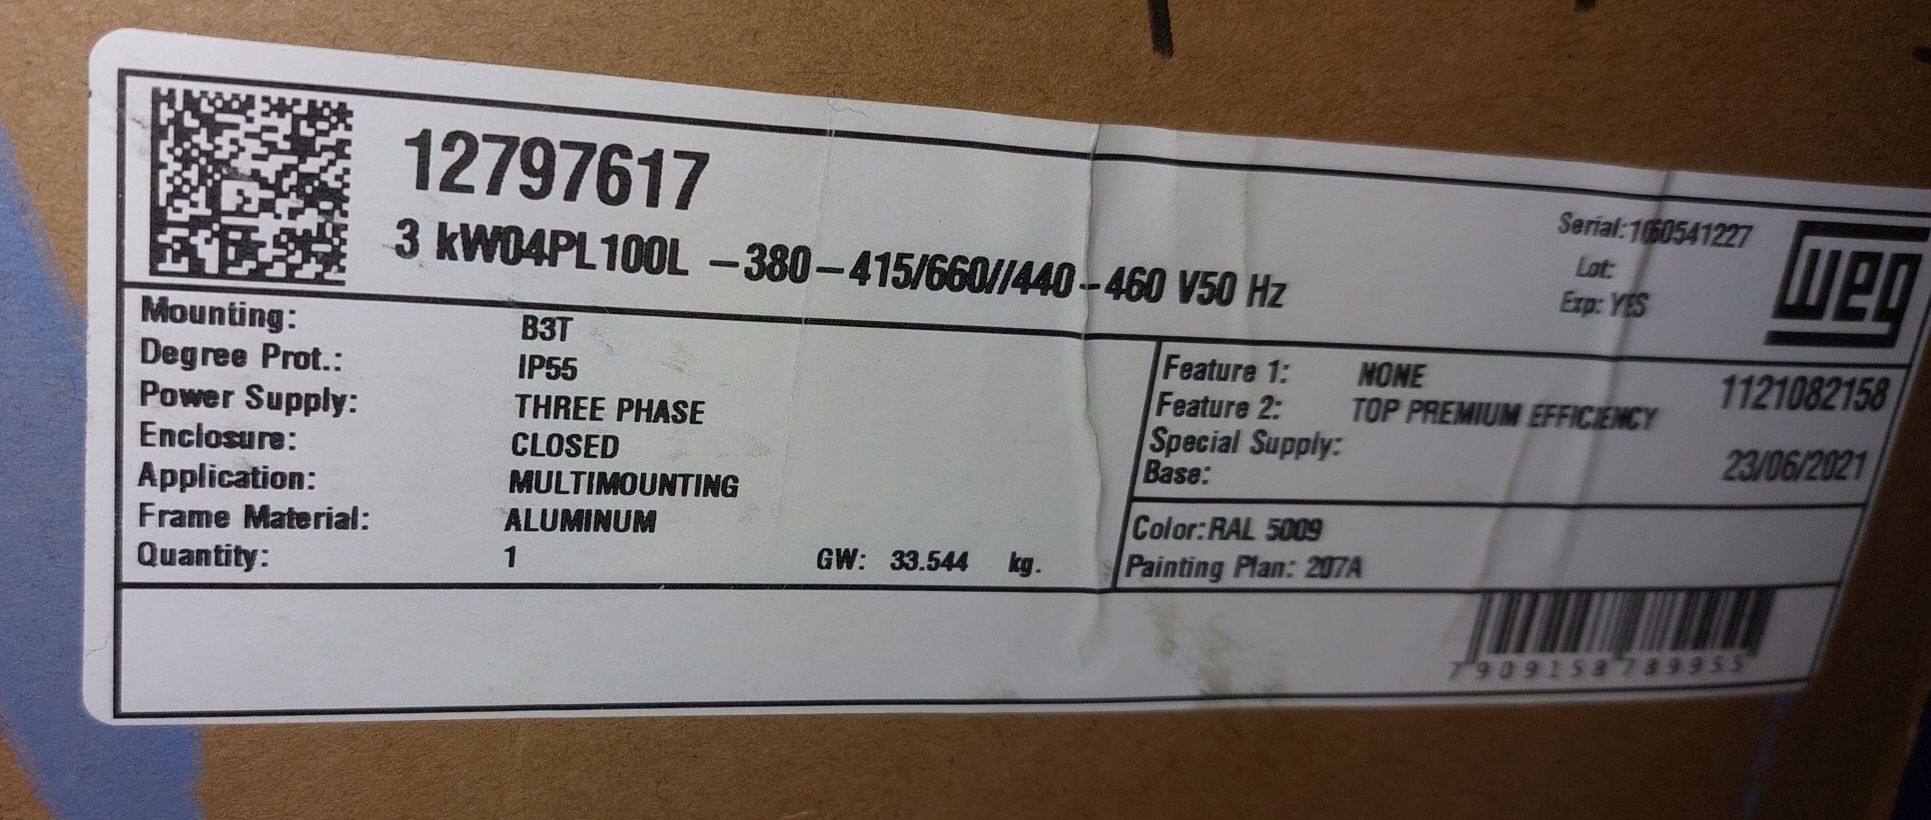 12797617
3 kW04PL100L -380-415/660//440-460 V50 Hz
Serial:1060541227
Lot:
Exp: YES
weg
Mounting: B3T
Degree Prot.: IP55
Power Supply: THREE PHASE
Enclosure: CLOSED
Application: MULTIMOUNTING
Frame Material: ALUMINUM
Quantity: 1 GW: 33.544 kg.
Feature 1: NONE
Feature 2: TOP PREMIUM EFFICIENCY
Special Supply:
Base:
1121082158
23/06/2021
Color:RAL 5009
Painting Plan: 207A
7909158789955